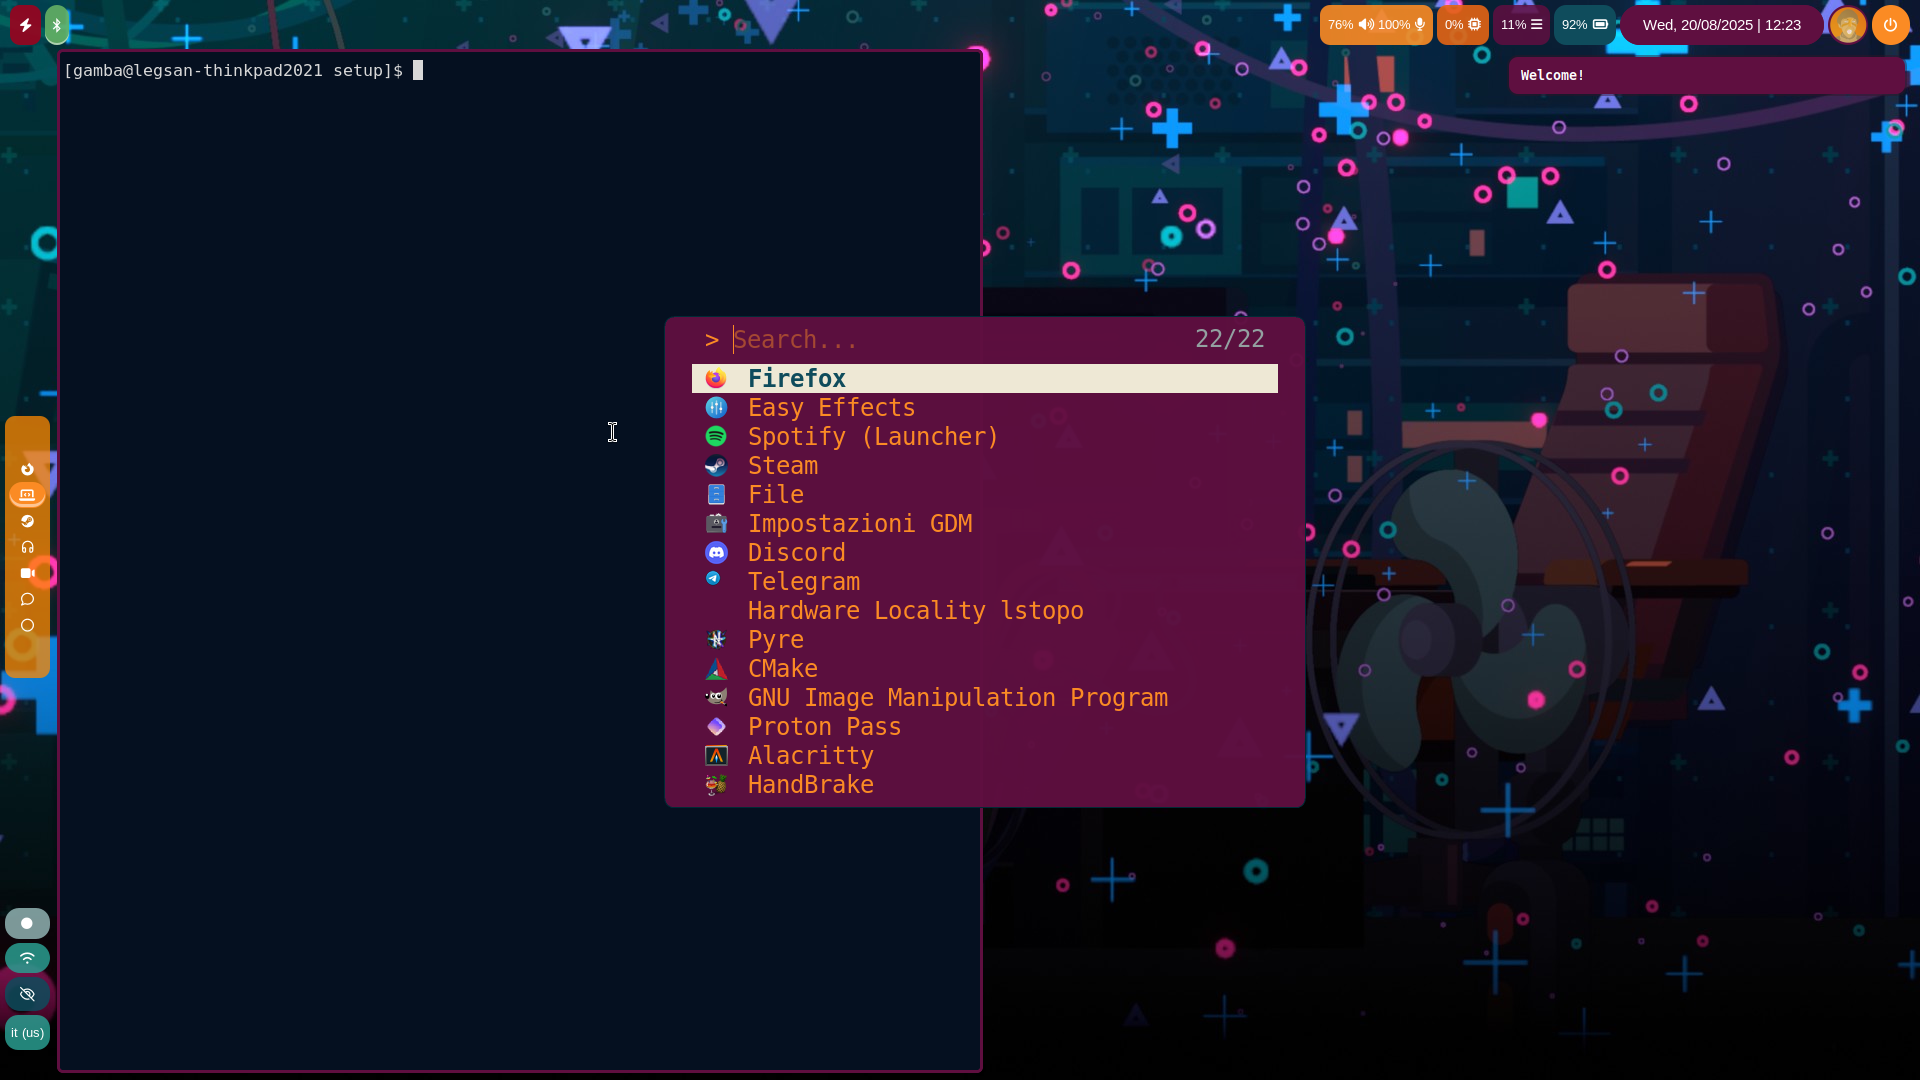 76% 100% 0% 11% 92% Wed, 20/08/2025 | 12:23
[gamba@legsan-thinkpad2021 setup]$
Welcome!
> Search... 22/22
Firefox
Easy Effects
Spotify (Launcher)
Steam
File
Impostazioni GDM
Discord
Telegram
Hardware Locality lstopo
Pyre
CMake
GNU Image Manipulation Program
Proton Pass
Alacritty
HandBrake
it (us)